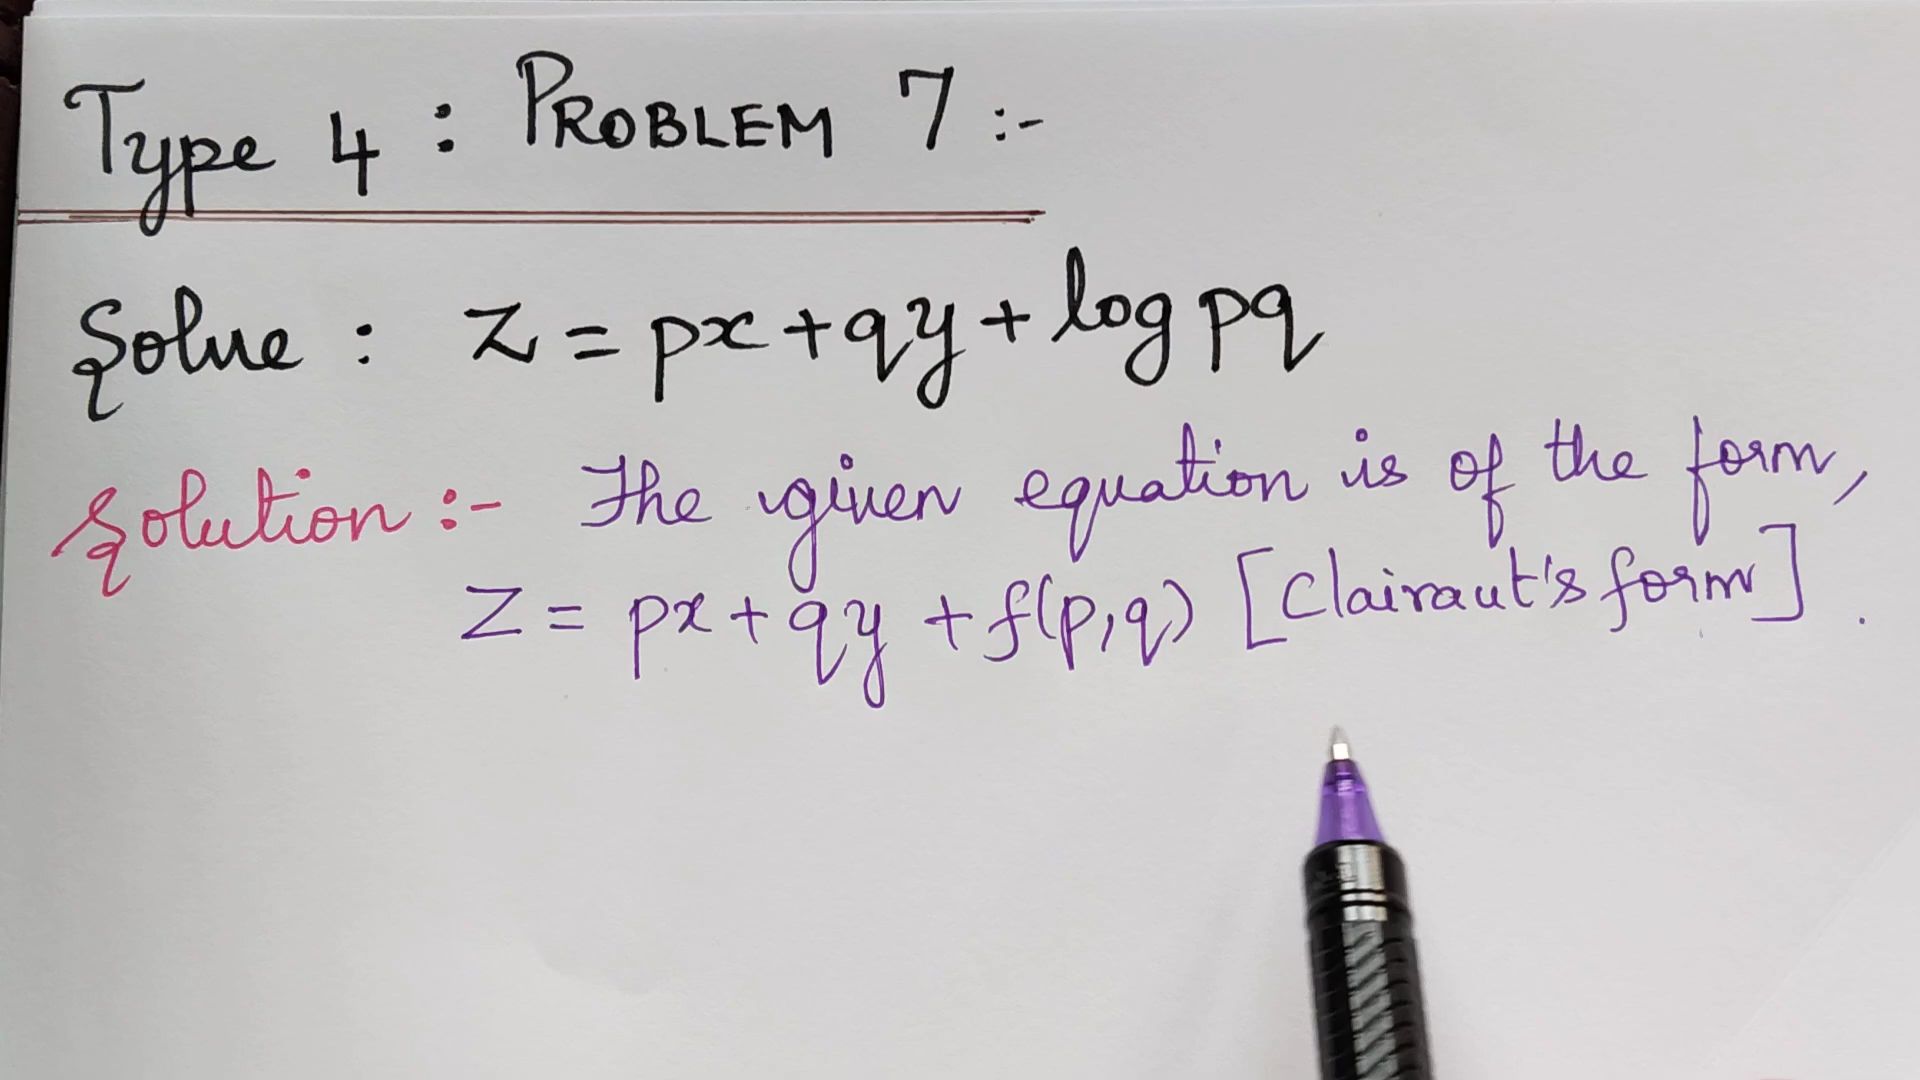 Type 4 : PROBLEM 7 :-
Solve : z = px + qy + log pq
Solution :- The given equation is of the form,
z = px + qy + f(p,q) [Clairaut's form].